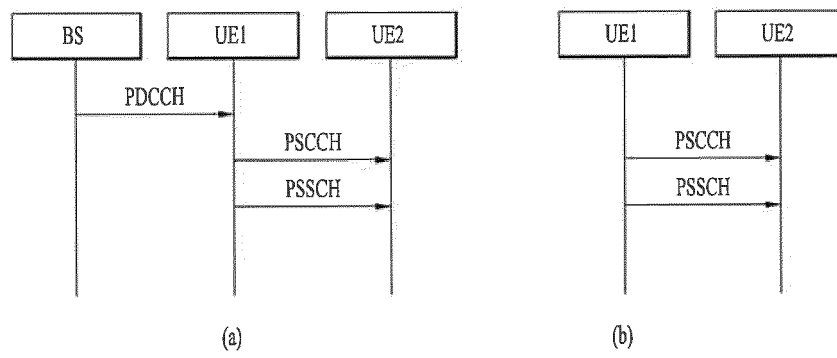 BS UE1 UE2 UE1 UE2
PDCCH
PSCCH PSCCH
PSSCH PSSCH
(a) (b)